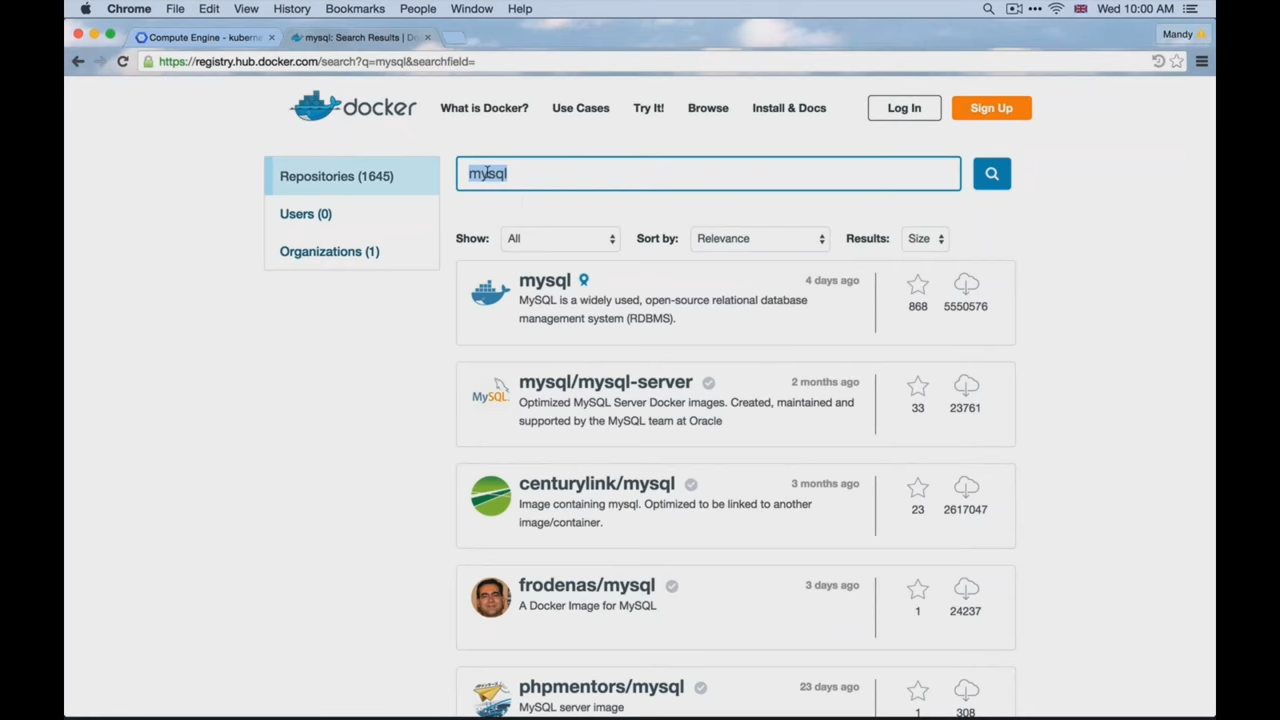 Chrome File Edit View History Bookmarks People Window Help Wed 10:00 AM
Compute Engine - kuberne mysql: Search Results | Do Mandy
https://registry.hub.docker.com/search?q=mysql&searchfield=
docker What is Docker? Use Cases Try It! Browse Install & Docs Log In Sign Up
Repositories (1645)
Users (0)
Organizations (1)
mysql
Show: All Sort by: Relevance Results: Size
mysql 4 days ago
MySQL is a widely used, open-source relational database
management system (RDBMS).
868 5550576
mysql/mysql-server 2 months ago
MySQL
Optimized MySQL Server Docker images. Created, maintained and
supported by the MySQL team at Oracle
33 23761
centurylink/mysql 3 months ago
Image containing mysql. Optimized to be linked to another
image/container.
23 2617047
frodenas/mysql 3 days ago
A Docker Image for MySQL
1 24237
phpmentors/mysql 23 days ago
MySQL server image
1 308